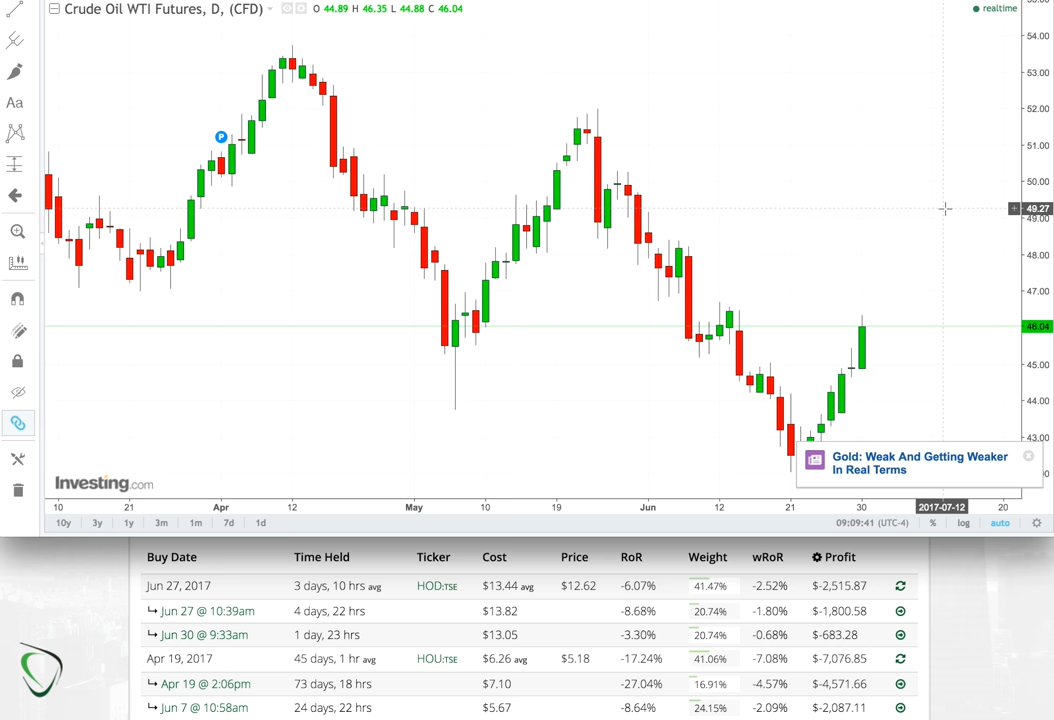 Crude Oil WTI Futures, D, (CFD) O 44.89 H 46.35 L 44.88 C 46.04
realtime
54.00
53.00
Aa
52.00
P
51.00
50.00
49.27
49.00
48.00
47.00
46.04
45.00
44.00
43.00
Gold: Weak And Getting Weaker
In Real Terms
Investing.com
10 21 Apr 12 May 10 19 Jun 12 21 30 2017-07-12 20
10y 3y 1y 3m 1m 7d 1d 09:09:41 (UTC-4) % log auto
Buy Date Time Held Ticker Cost Price RoR Weight wRoR Profit
Jun 27, 2017 3 days, 10 hrs avg HOD:TSE $13.44 avg $12.62 -6.07% 41.47% -2.52% $-2,515.87
Jun 27 @ 10:39am 4 days, 22 hrs $13.82 -8.68% 20.74% -1.80% $-1,800.58
Jun 30 @ 9:33am 1 day, 23 hrs $13.05 -3.30% 20.74% -0.68% $-683.28
Apr 19, 2017 45 days, 1 hr avg HOU:TSE $6.26 avg $5.18 -17.24% 41.06% -7.08% $-7,076.85
Apr 19 @ 2:06pm 73 days, 18 hrs $7.10 -27.04% 16.91% -4.57% $-4,571.66
Jun 7 @ 10:58am 24 days, 22 hrs $5.67 -8.64% 24.15% -2.09% $-2,087.11